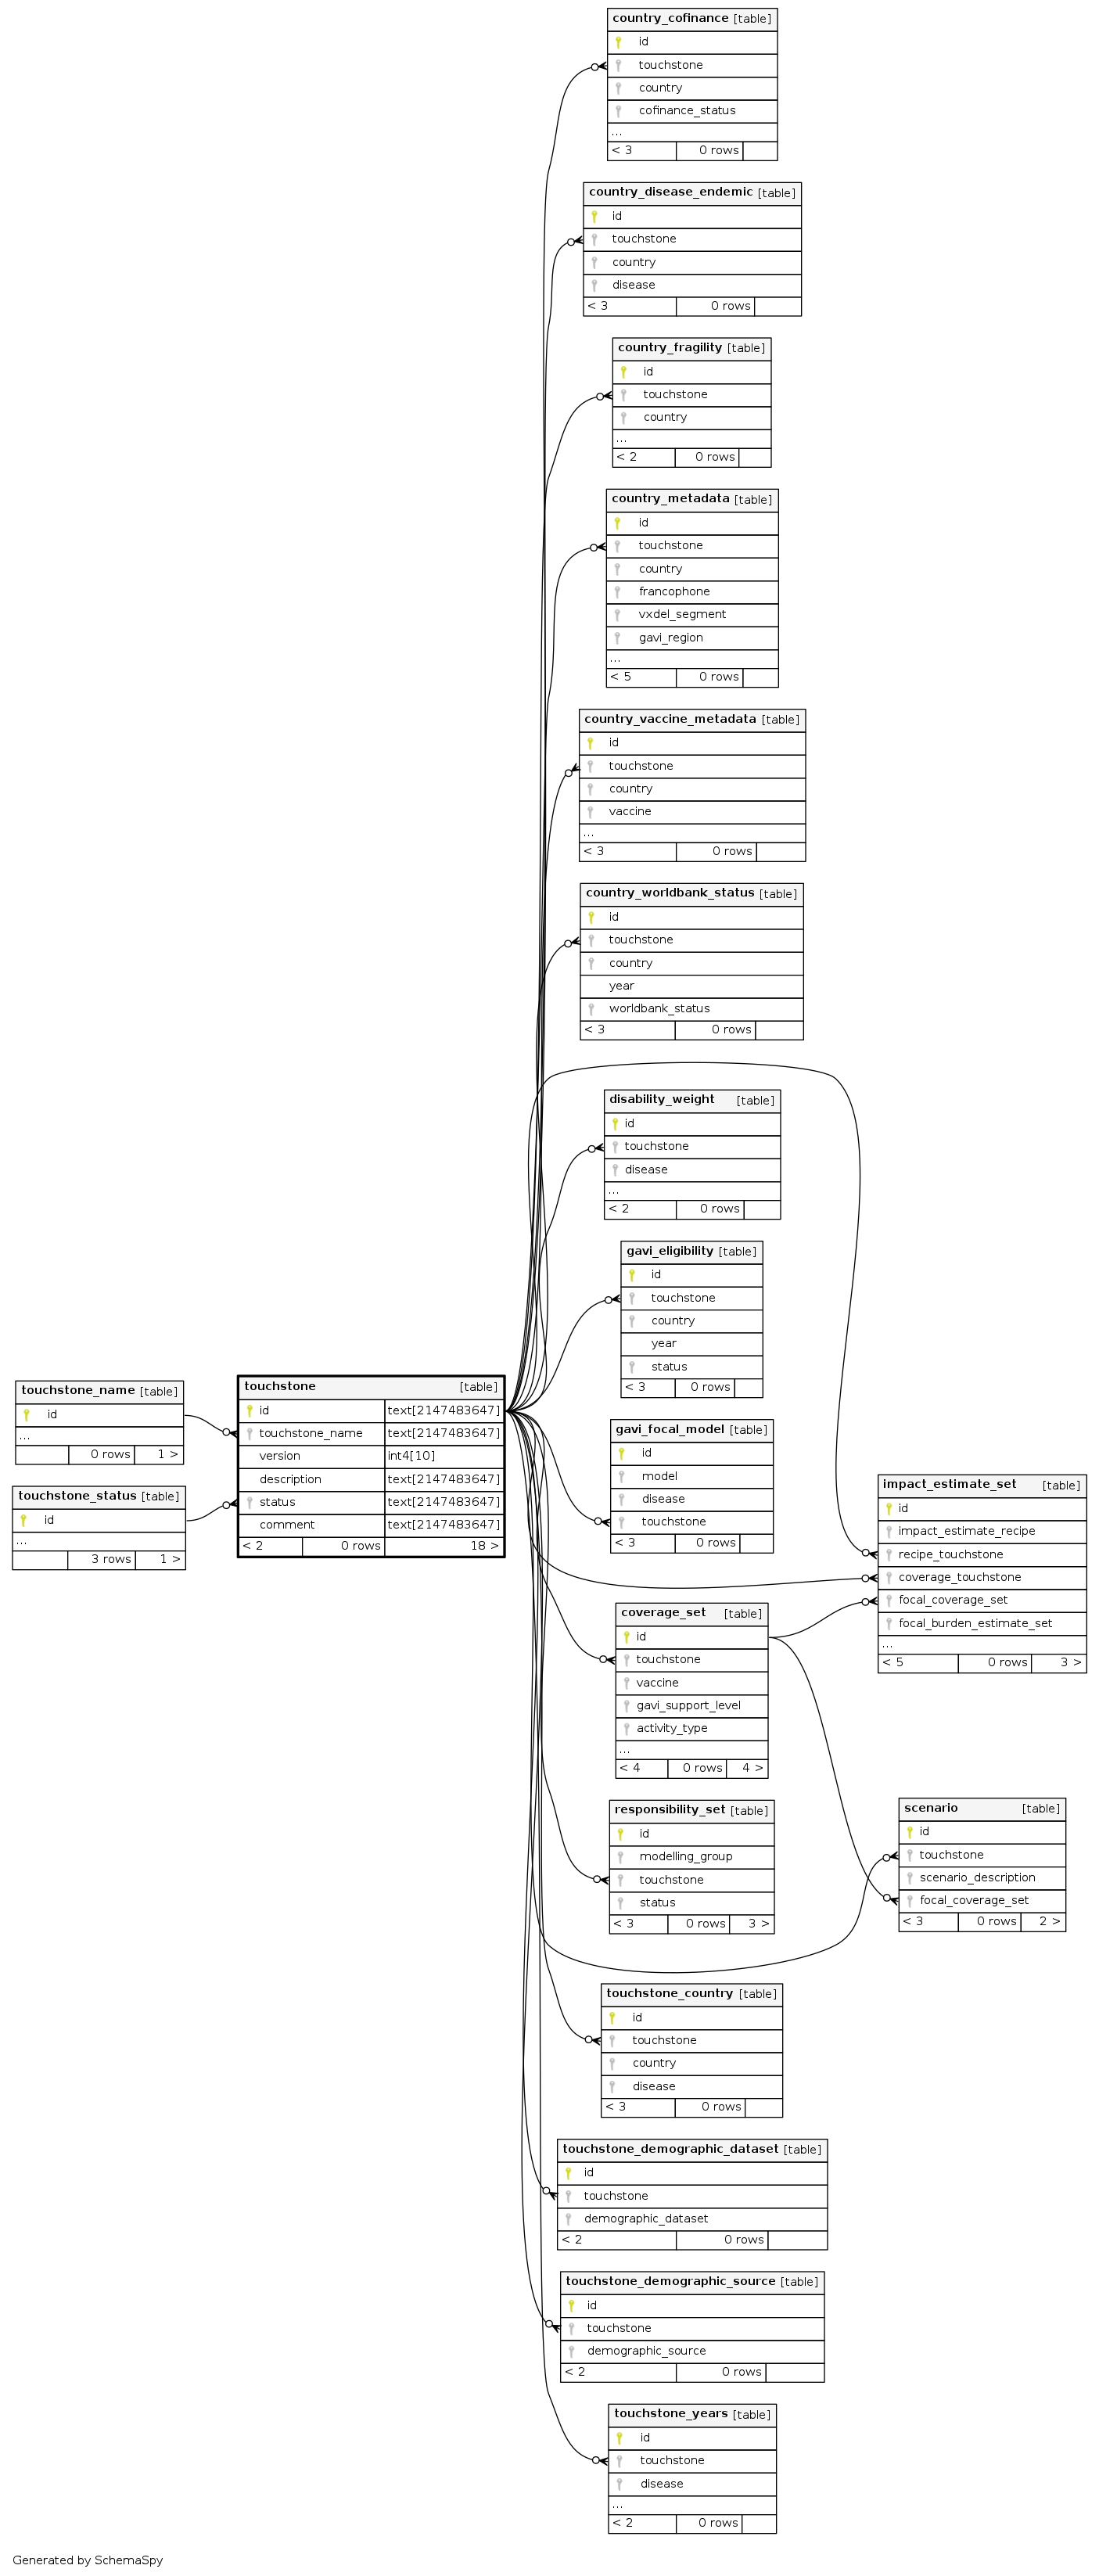 country_cofinance [table]
id
touchstone
country
cofinance_status
...
< 3 0 rows
country_disease_endemic [table]
id
touchstone
country
disease
< 3 0 rows
country_fragility [table]
id
touchstone
country
...
< 2 0 rows
country_metadata [table]
id
touchstone
country
francophone
vxdel_segment
gavi_region
...
< 5 0 rows
country_vaccine_metadata [table]
id
touchstone
country
vaccine
...
< 3 0 rows
country_worldbank_status [table]
id
touchstone
country
year
worldbank_status
< 3 0 rows
disability_weight [table]
id
touchstone
disease
...
< 2 0 rows
gavi_eligibility [table]
id
touchstone
country
year
status
< 3 0 rows
touchstone_name [table]
id
...
0 rows 1 >
touchstone_status [table]
id
...
3 rows 1 >
touchstone [table]
id text[2147483647]
touchstone_name text[2147483647]
version int4[10]
description text[2147483647]
status text[2147483647]
comment text[2147483647]
< 2 0 rows 18 >
gavi_focal_model [table]
id
model
disease
touchstone
< 3 0 rows
impact_estimate_set [table]
id
impact_estimate_recipe
recipe_touchstone
coverage_touchstone
focal_coverage_set
focal_burden_estimate_set
...
< 5 0 rows 3 >
coverage_set [table]
id
touchstone
vaccine
gavi_support_level
activity_type
...
< 4 0 rows 4 >
responsibility_set [table]
id
modelling_group
touchstone
status
< 3 0 rows 3 >
scenario [table]
id
touchstone
scenario_description
focal_coverage_set
< 3 0 rows 2 >
touchstone_country [table]
id
touchstone
country
disease
< 3 0 rows
touchstone_demographic_dataset [table]
id
touchstone
demographic_dataset
< 2 0 rows
touchstone_demographic_source [table]
id
touchstone
demographic_source
< 2 0 rows
touchstone_years [table]
id
touchstone
disease
...
< 2 0 rows
Generated by SchemaSpy